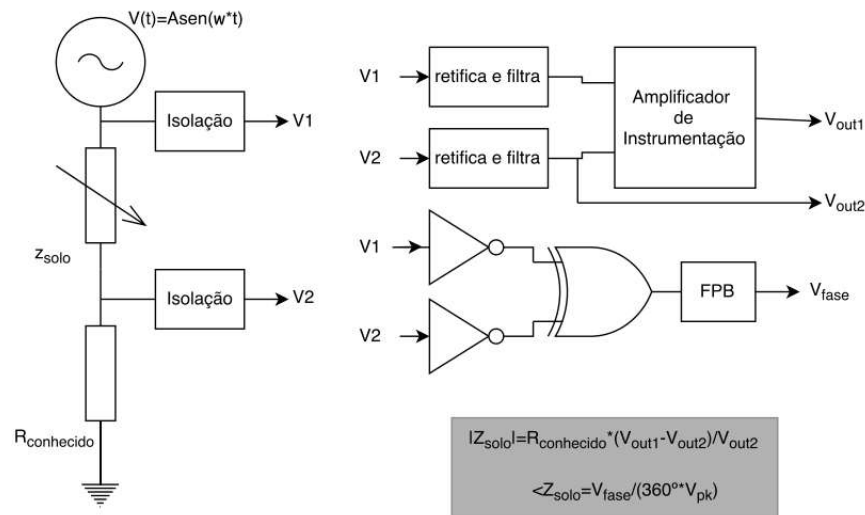 V(t)=Asen(w*t)
Isolação
V1
Zsolo
Isolação
V2
Rconhecido
V1
retifica e filtra
V2
retifica e filtra
Amplificador
de
Instrumentação
Vout1
Vout2
V1
V2
FPB
Vfase
|Zsolo|=Rconhecido*(Vout1-Vout2)/Vout2
<Zsolo=Vfase/(360º*Vpk)